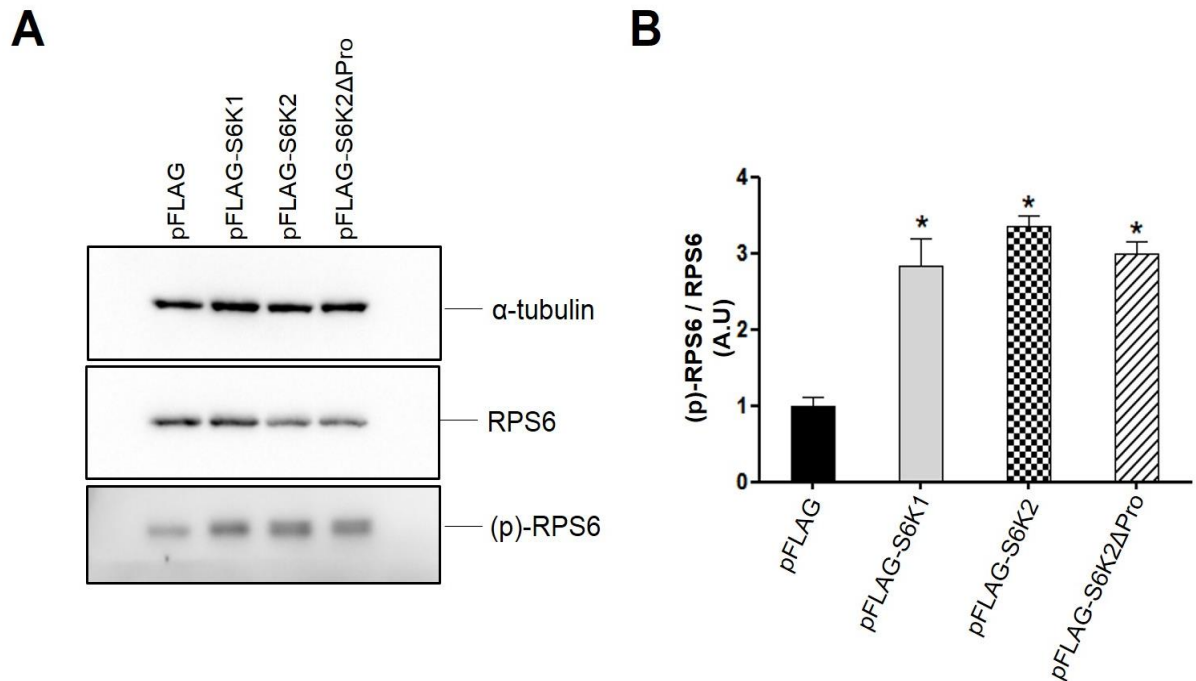 A
pFLAG
pFLAG-S6K1
pFLAG-S6K2
pFLAG-S6K2ΔPro
α-tubulin
RPS6
(p)-RPS6
B
(p)-RPS6 / RPS6
(A.U)
4
3
2
1
0
*
*
*
pFLAG
pFLAG-S6K1
pFLAG-S6K2
pFLAG-S6K2ΔPro